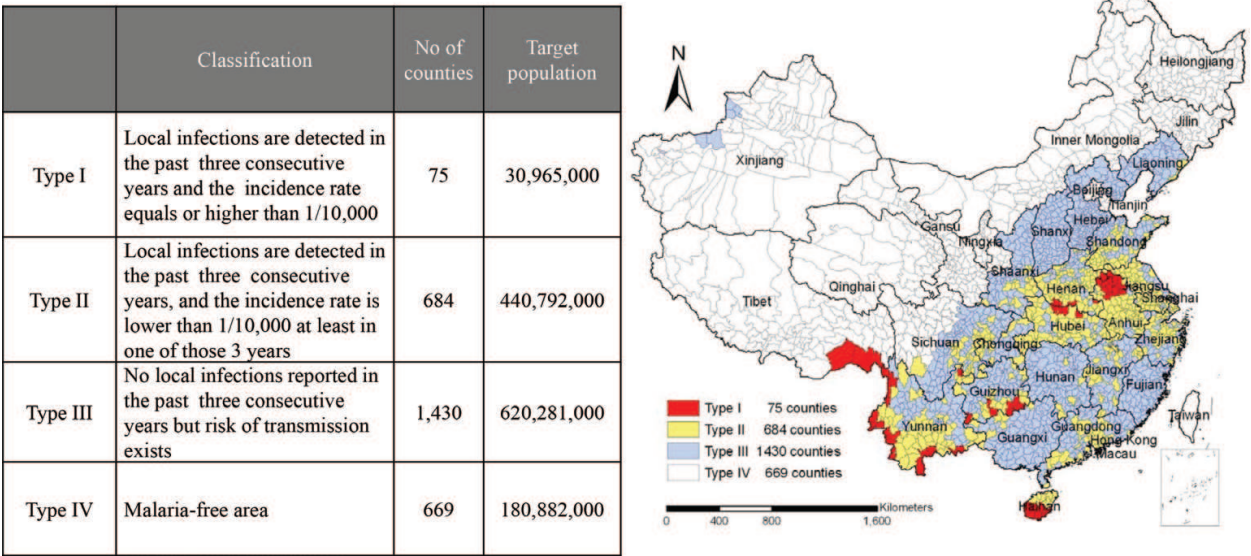 Classification
No of
counties
Target
population
Type I
Local infections are detected in
the past three consecutive
years and the incidence rate
equals or higher than 1/10,000
75
30,965,000
Type II
Local infections are detected in
the past three consecutive
years, and the incidence rate is
lower than 1/10,000 at least in
one of those 3 years
684
440,792,000
Type III
No local infections reported in
the past three consecutive
years but risk of transmission
exists
1,430
620,281,000
Type IV
Malaria-free area
669
180,882,000
N
Heilongjiang
Jilin
Inner Mongolia
Liaoning
Xinjiang
Beijing
Tianjin
Hebei
Gansu
Shanxi
Ningxia
Shandong
Shaanxi
Qinghai
Henan
Jiangsu
Tibet
Shanghai
Hubei
Anhui
Sichuan
Chongqing
Zhejiang
Hunan
Jiangxi
Guizhou
Fujian
Yunnan
Guangdong
Taiwan
Guangxi
Hong Kong
Macau
Hainan
Type I 75 counties
Type II 684 counties
Type III 1430 counties
Type IV 669 counties
Kilometers
0 400 800 1,600